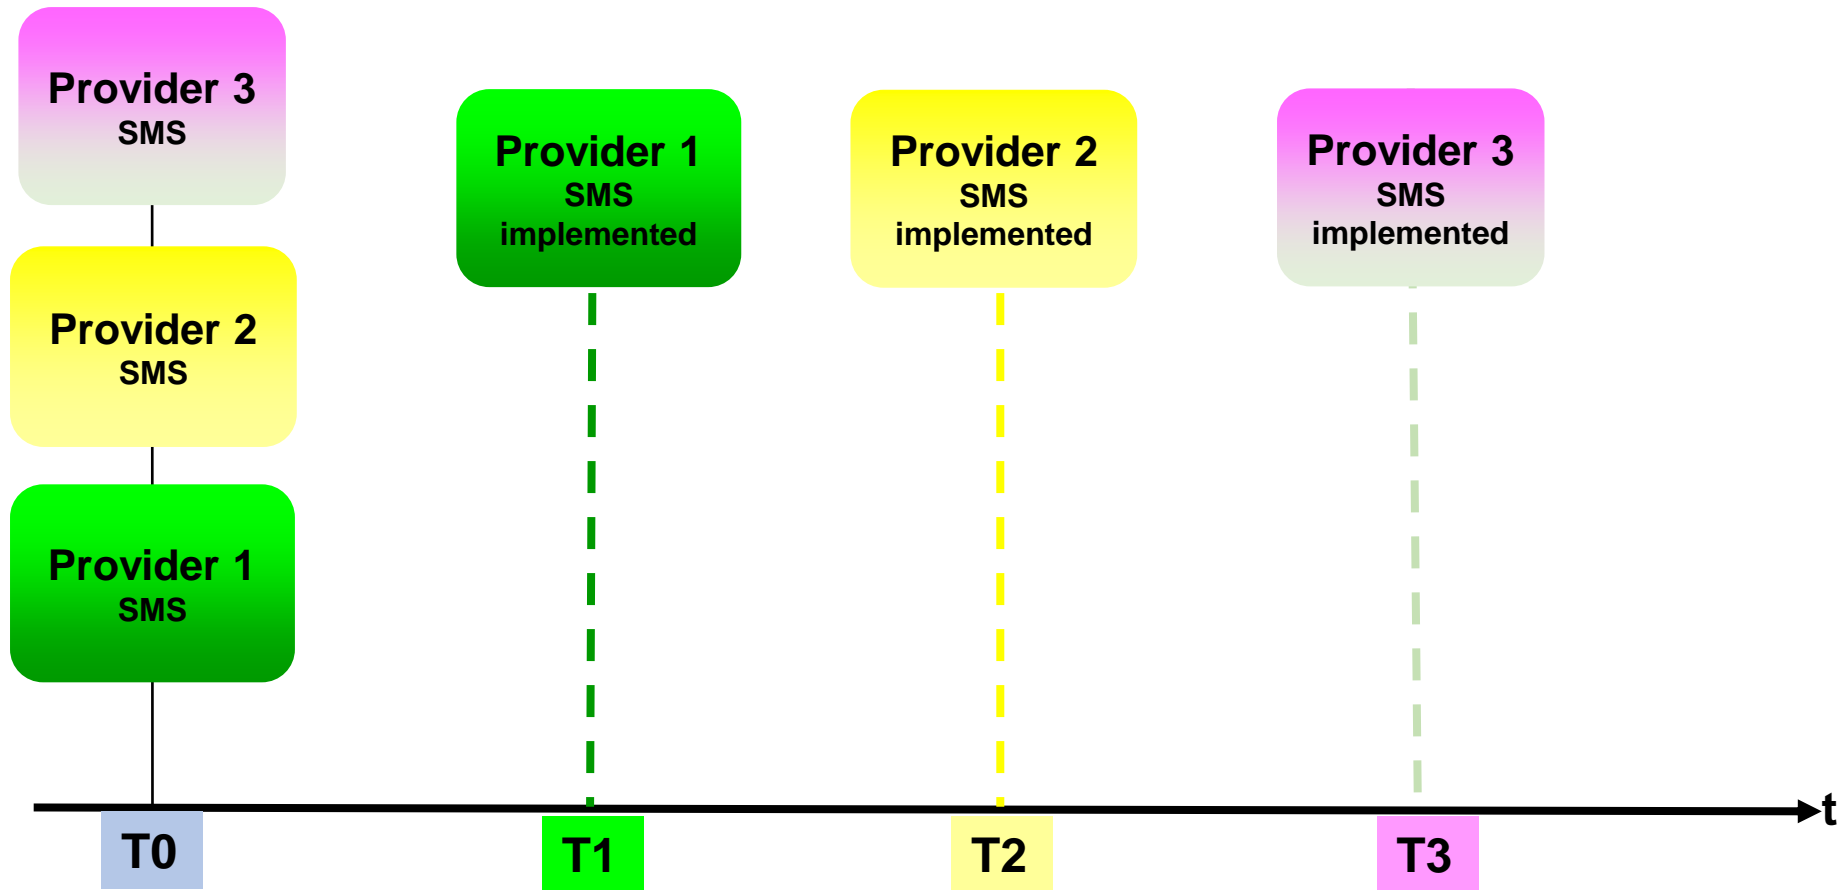 Provider 3
SMS
Provider 2
SMS
Provider 1
SMS
Provider 1
SMS
implemented
Provider 2
SMS
implemented
Provider 3
SMS
implemented
t
T0
T1
T2
T3